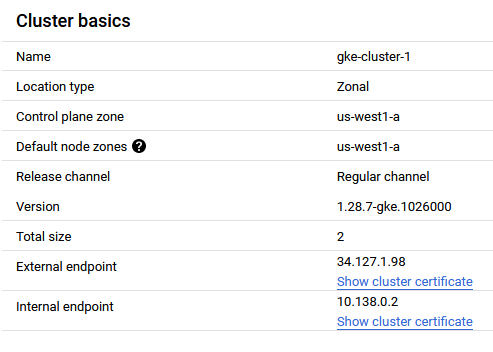 Cluster basics
Name gke-cluster-1
Location type Zonal
Control plane zone us-west1-a
Default node zones ? us-west1-a
Release channel Regular channel
Version 1.28.7-gke.1026000
Total size 2
External endpoint 34.127.1.98
Show cluster certificate
Internal endpoint 10.138.0.2
Show cluster certificate